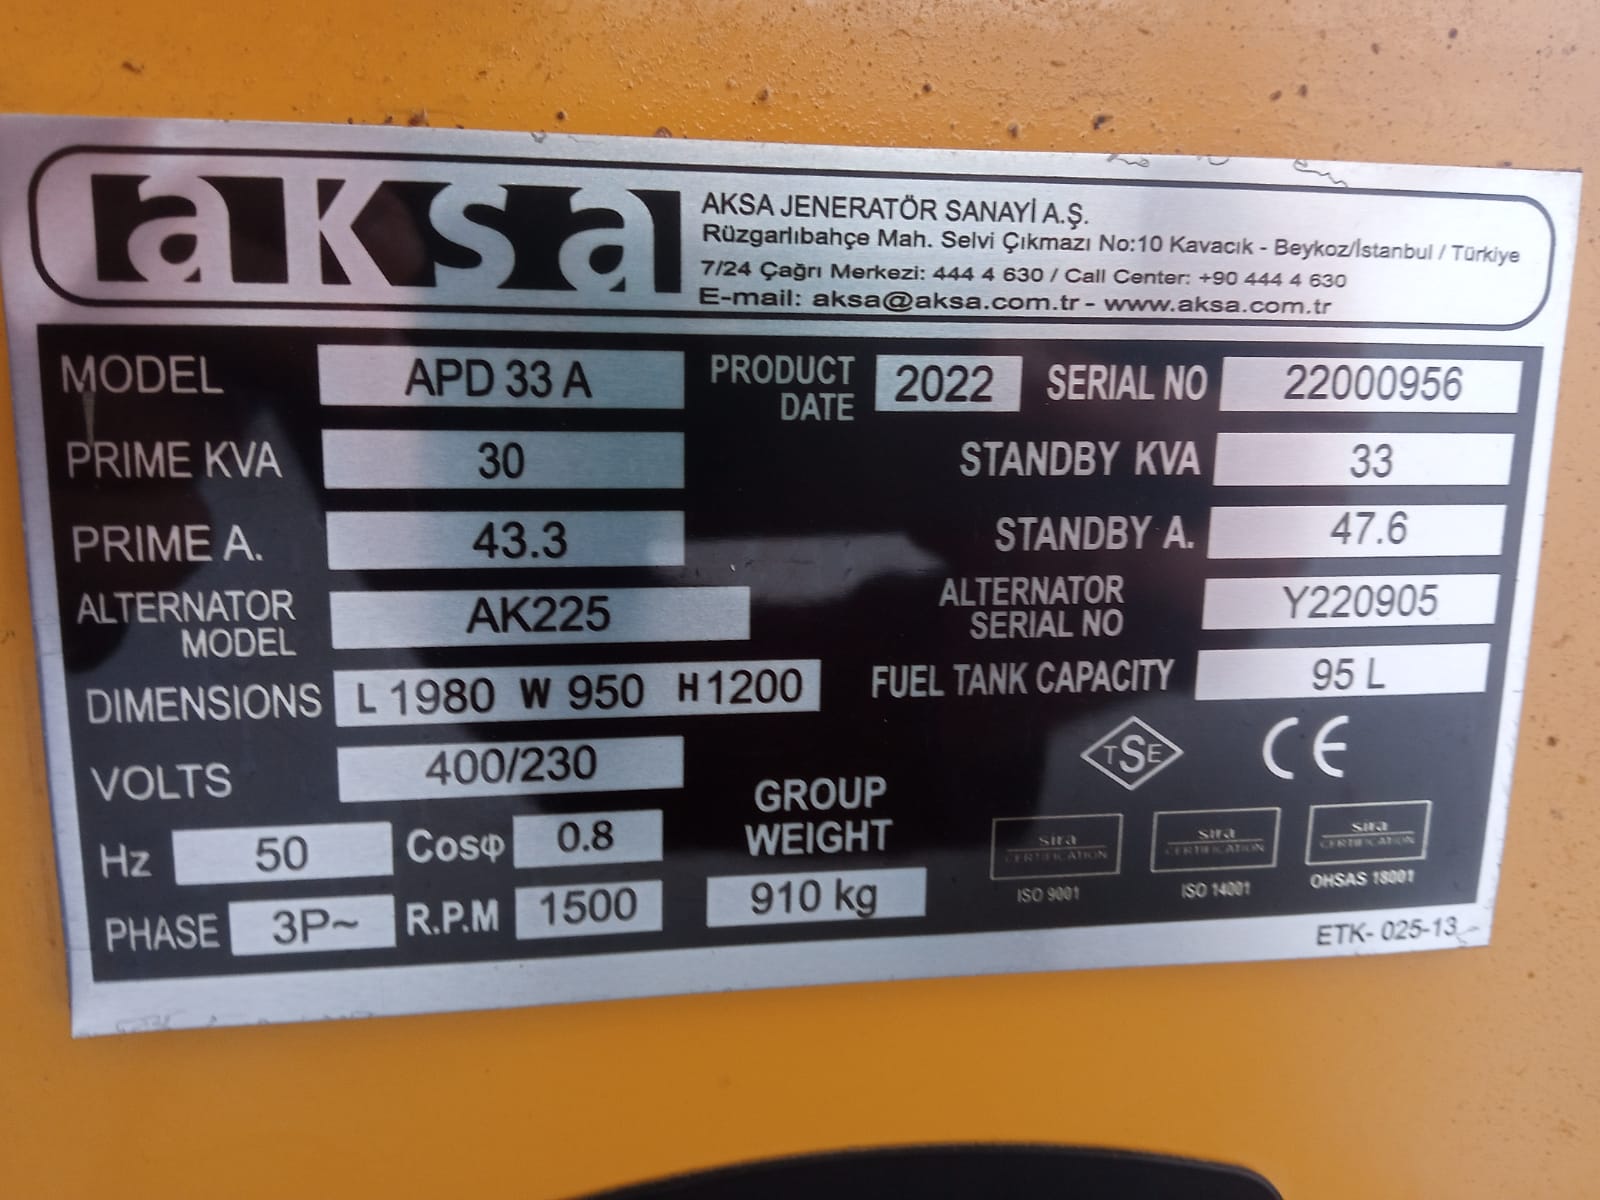 aksa
AKSA JENERATÖR SANAYİ A.Ş.
Rüzgarlıbahçe Mah. Selvi Çıkmazı No:10 Kavacık - Beykoz/İstanbul / Türkiye
7/24 Çağrı Merkezi: 444 4 630 / Call Center: +90 444 4 630
E-mail: aksa@aksa.com.tr - www.aksa.com.tr
MODEL APD 33 A PRODUCT DATE 2022 SERIAL NO 22000956
PRIME KVA 30 STANDBY KVA 33
PRIME A. 43.3 STANDBY A. 47.6
ALTERNATOR MODEL AK225 ALTERNATOR SERIAL NO Y220905
DIMENSIONS L 1980 W 950 H 1200 FUEL TANK CAPACITY 95 L
VOLTS 400/230
TSE CE
Hz 50 Cosφ 0.8 GROUP WEIGHT
PHASE 3P~ R.P.M 1500 910 kg
sira CERTIFICATION sira CERTIFICATION sira CERTIFICATION
ISO 9001 ISO 14001 OHSAS 18001
ETK- 025-13